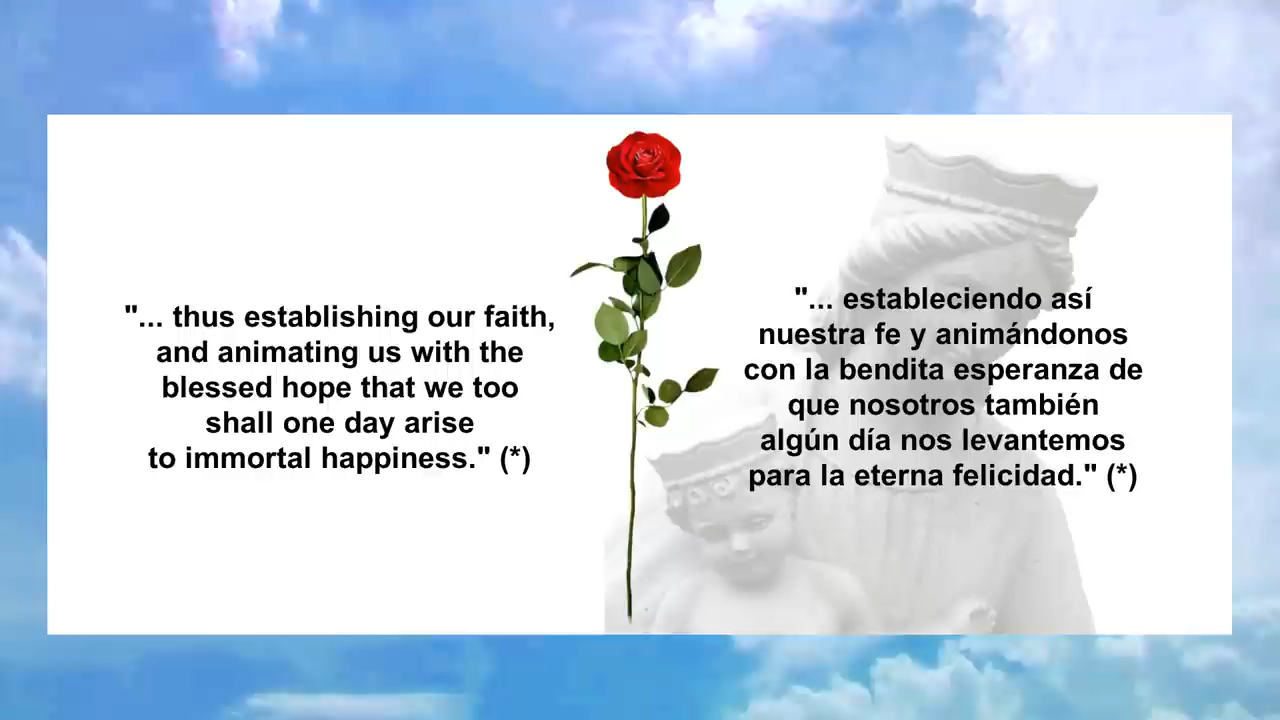 "... thus establishing our faith,
and animating us with the
blessed hope that we too
shall one day arise
to immortal happiness." (*)
"... estableciendo así
nuestra fe y animándonos
con la bendita esperanza de
que nosotros también
algún día nos levantemos
para la eterna felicidad." (*)